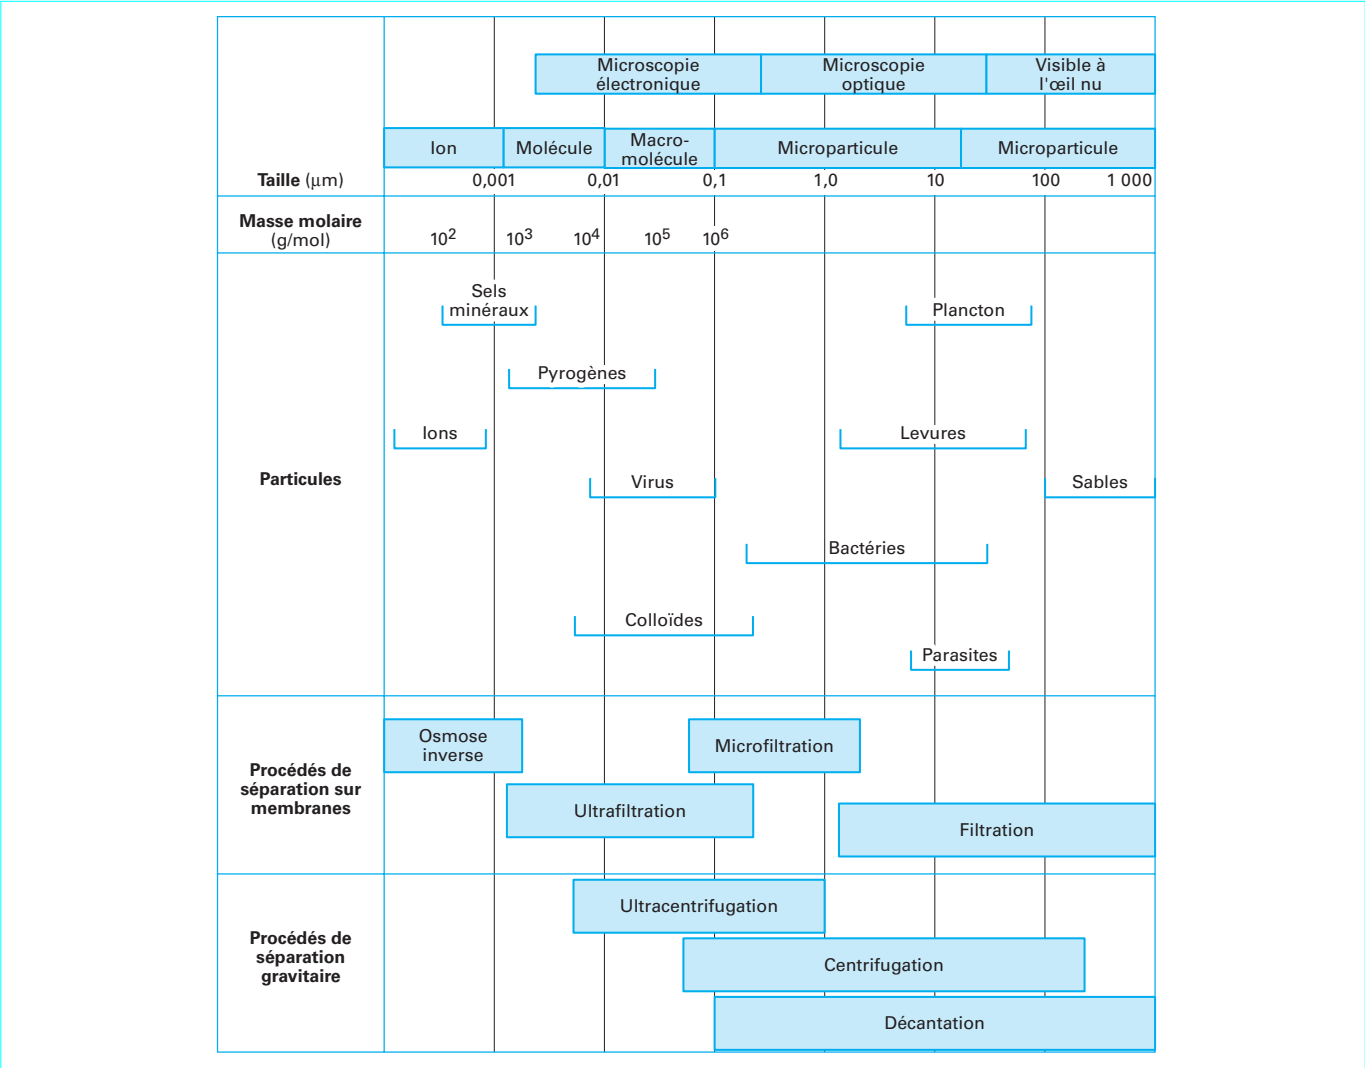 Microscopie
électronique
Microscopie
optique
Visible à
l'œil nu
Ion
Molécule
Macro-
molécule
Microparticule
Microparticule
Taille (μm)
0,001
0,01
0,1
1,0
10
100
1 000
Masse molaire
(g/mol)
10²
10³
10⁴
10⁵
10⁶
Particules
Sels
minéraux
Plancton
Pyrogènes
Ions
Levures
Virus
Sables
Bactéries
Colloïdes
Parasites
Procédés de
séparation sur
membranes
Osmose
inverse
Microfiltration
Ultrafiltration
Filtration
Procédés de
séparation
gravitaire
Ultracentrifugation
Centrifugation
Décantation